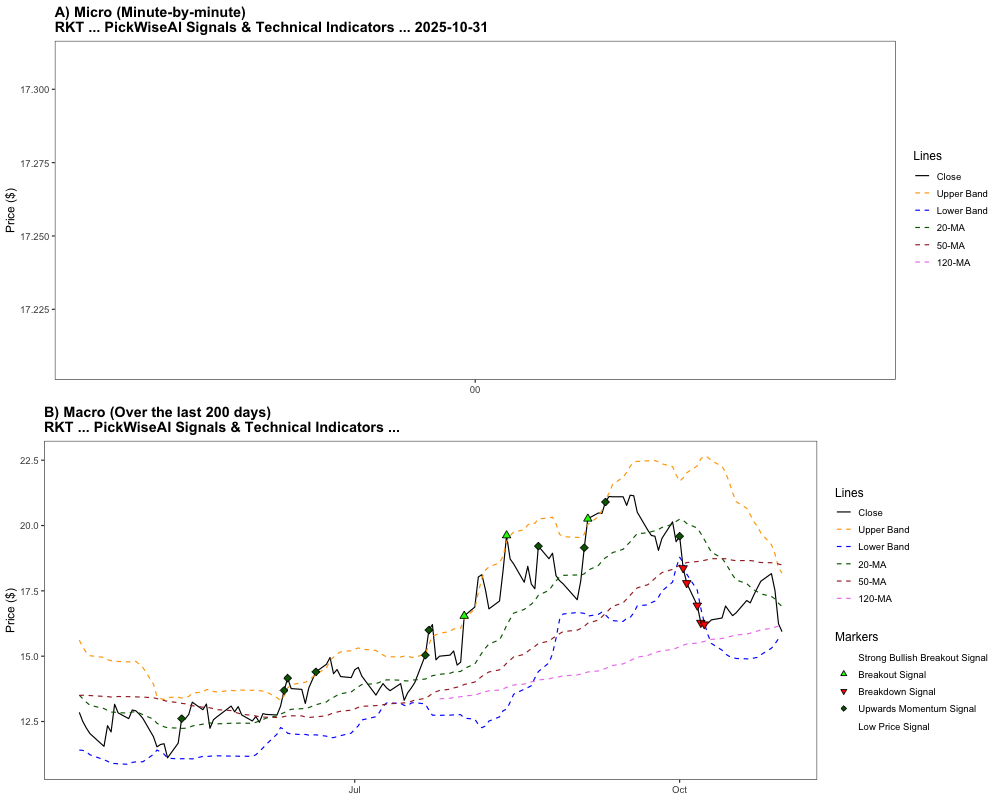 A) Micro (Minute-by-minute)
RKT ... PickWiseAI Signals & Technical Indicators ... 2025-10-31
Price ($)
17.300
17.275
17.250
17.225
00
Lines
Close
Upper Band
Lower Band
20-MA
50-MA
120-MA
B) Macro (Over the last 200 days)
RKT ... PickWiseAI Signals & Technical Indicators ...
Price ($)
22.5
20.0
17.5
15.0
12.5
Jul
Oct
Lines
Close
Upper Band
Lower Band
20-MA
50-MA
120-MA
Markers
Strong Bullish Breakout Signal
Breakout Signal
Breakdown Signal
Upwards Momentum Signal
Low Price Signal